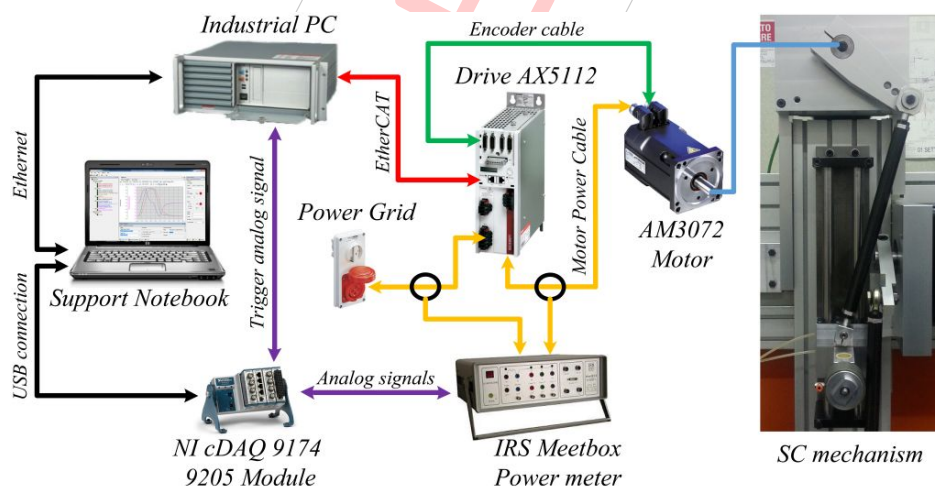 Industrial PC
Encoder cable
Drive AX5112
EtherCAT
Ethernet
Motor Power Cable
Power Grid
AM3072
Motor
Trigger analog signal
Support Notebook
USB connection
Analog signals
NI cDAQ 9174
9205 Module
IRS Meetbox
Power meter
SC mechanism